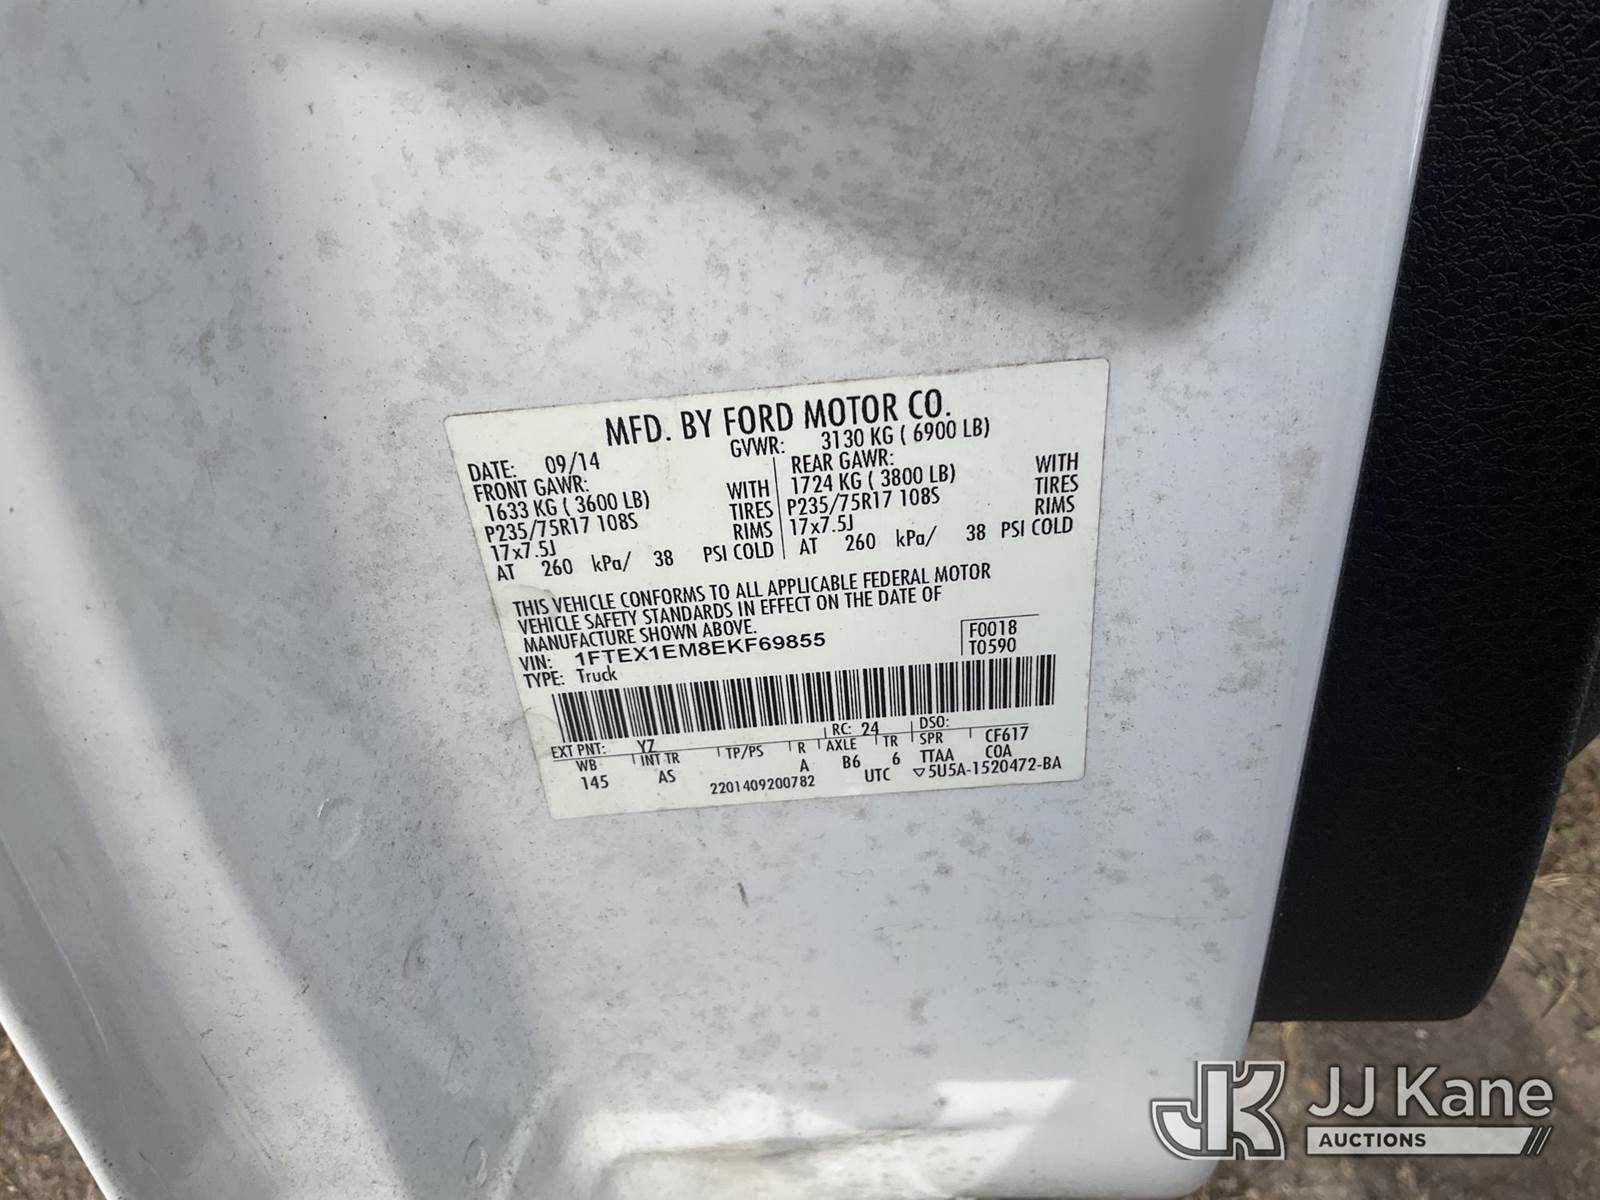 MFD. BY FORD MOTOR CO.
DATE: 09/14 GVWR: 3130 KG ( 6900 LB)
FRONT GAWR: REAR GAWR:
1633 KG ( 3600 LB) WITH 1724 KG ( 3800 LB) WITH
P235/75R17 108S TIRES P235/75R17 108S TIRES
17x7.5J RIMS 17x7.5J RIMS
AT 260 kPa/ 38 PSI COLD AT 260 kPa/ 38 PSI COLD
THIS VEHICLE CONFORMS TO ALL APPLICABLE FEDERAL MOTOR
VEHICLE SAFETY STANDARDS IN EFFECT ON THE DATE OF
MANUFACTURE SHOWN ABOVE.
VIN: 1FTEX1EM8EKF69855 F0018
TYPE: Truck T0590
EXT PNT: YZ RC: 24 DSO:
WB INT TR TP/PS R AXLE TR SPR CF617
145 AS A B6 6 TTAA COA
2201409200782 UTC ▽5U5A-1520472-BA
JK JJ Kane
AUCTIONS